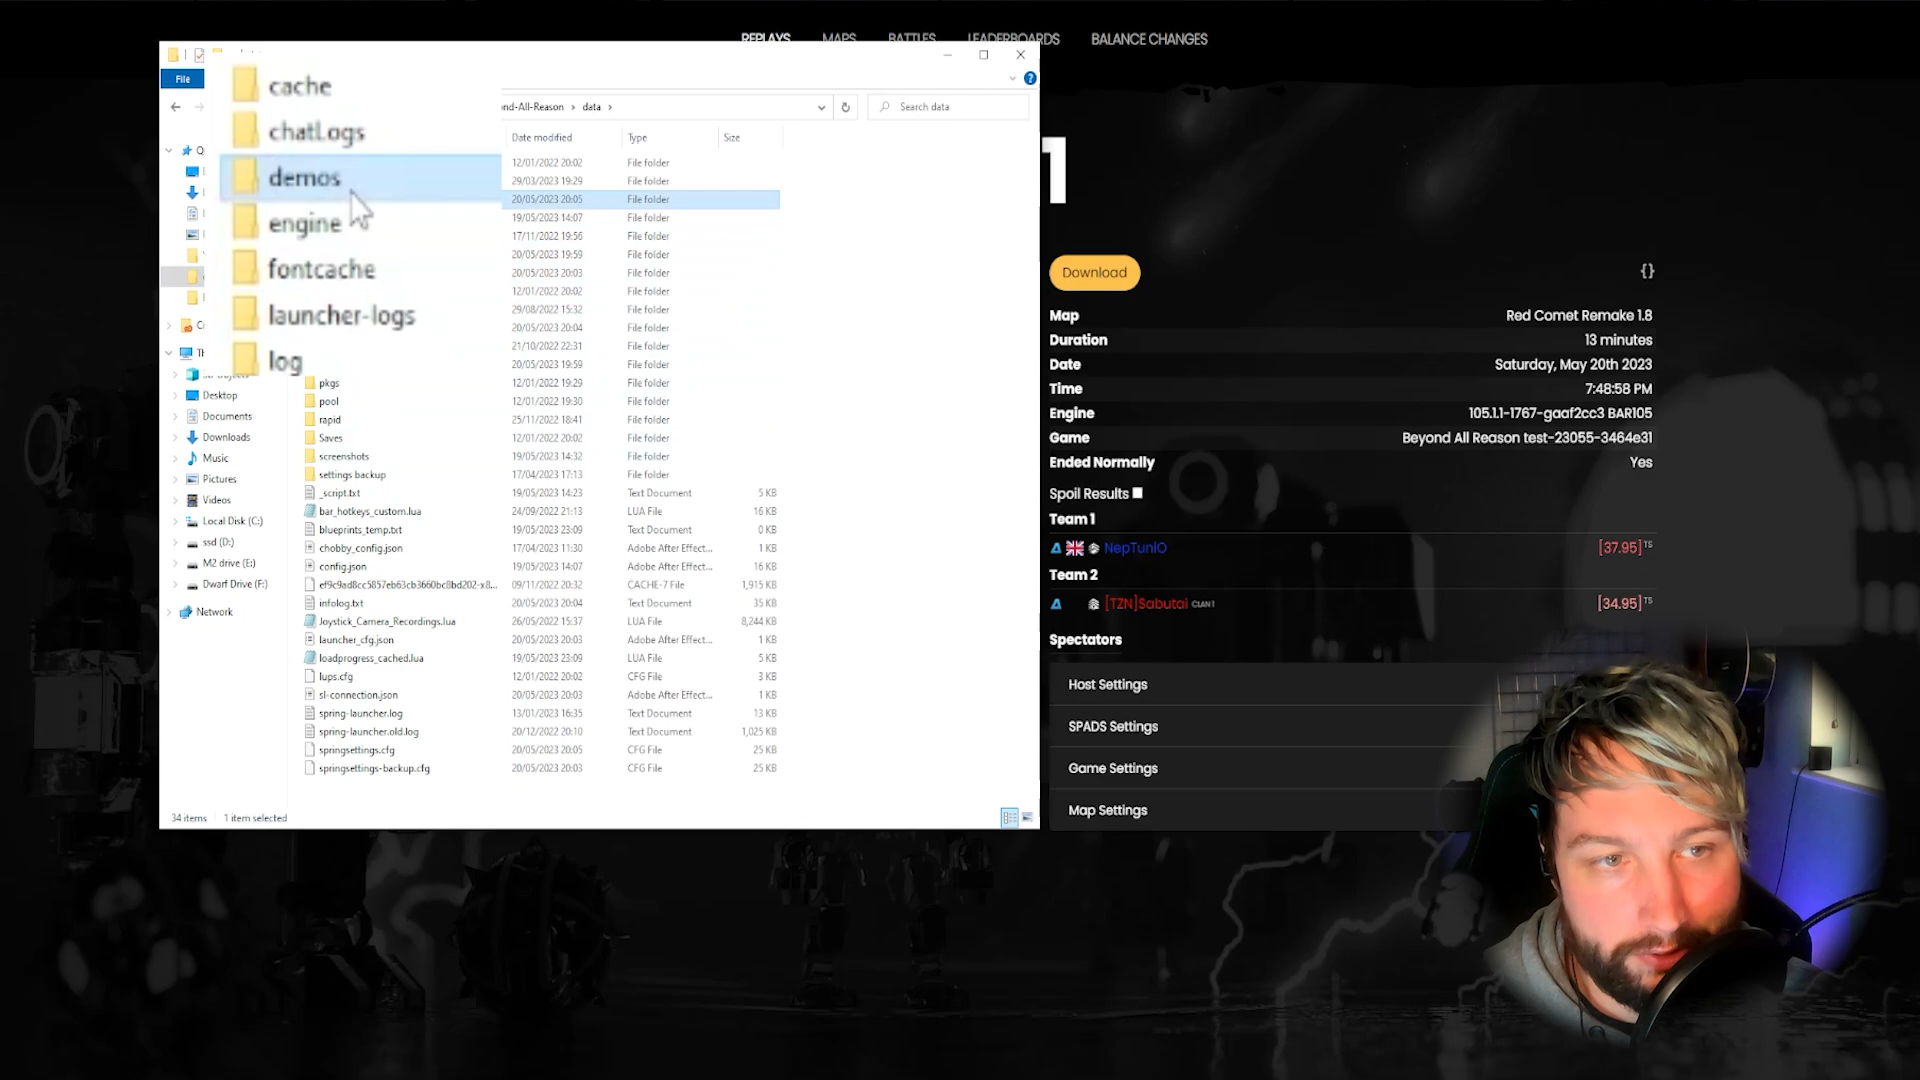 REPLAYS MAPS BATTLES LEADERBOARDS BALANCE CHANGES
File
nd-All-Reason › data ›
Search data
Date modified Type Size
cache
chatLogs
demos
engine
fontcache
launcher-logs
log
12/01/2022 20:02 File folder
29/03/2023 19:29 File folder
20/05/2023 20:05 File folder
19/05/2023 14:07 File folder
17/11/2022 19:56 File folder
20/05/2023 19:59 File folder
20/05/2023 20:03 File folder
12/01/2022 20:02 File folder
29/08/2022 15:32 File folder
20/05/2023 20:04 File folder
21/10/2022 22:31 File folder
20/05/2023 19:59 File folder
pkgs 12/01/2022 19:29 File folder
pool 12/01/2022 19:30 File folder
rapid 25/11/2022 18:41 File folder
Saves 12/01/2022 20:02 File folder
screenshots 19/05/2023 14:32 File folder
settings backup 17/04/2023 17:13 File folder
_script.txt 19/05/2023 14:23 Text Document 5 KB
bar_hotkeys_custom.lua 24/09/2022 21:13 LUA File 16 KB
blueprints_temp.txt 19/05/2023 23:09 Text Document 0 KB
chobby_config.json 17/04/2023 11:30 Adobe After Effect... 1 KB
config.json 19/05/2023 14:07 Adobe After Effect... 16 KB
ef9c9ad8cc5857eb63cb3660bc8bd202-x8... 09/11/2022 20:32 CACHE-7 File 1,915 KB
infolog.txt 20/05/2023 20:04 Text Document 35 KB
Joystick_Camera_Recordings.lua 26/05/2022 15:37 LUA File 8,244 KB
launcher_cfg.json 20/05/2023 20:03 Adobe After Effect... 1 KB
loadprogress_cached.lua 19/05/2023 23:09 LUA File 5 KB
lups.cfg 12/01/2022 20:02 CFG File 3 KB
sl-connection.json 20/05/2023 20:03 Adobe After Effect... 1 KB
spring-launcher.log 13/01/2023 16:35 Text Document 13 KB
spring-launcher.old.log 20/12/2022 20:10 Text Document 1,025 KB
springsettings.cfg 20/05/2023 20:05 CFG File 25 KB
springsettings-backup.cfg 20/05/2023 20:03 CFG File 25 KB
Desktop
Documents
Downloads
Music
Pictures
Videos
Local Disk (C:)
ssd (D:)
M2 drive (E:)
Dwarf Drive (F:)
Network
34 items 1 item selected
1
Download {}
Map Red Comet Remake 1.8
Duration 13 minutes
Date Saturday, May 20th 2023
Time 7:48:58 PM
Engine 105.1.1-1767-gaaf2cc3 BAR105
Game Beyond All Reason test-23055-3464e31
Ended Normally Yes
Spoil Results
Team 1
NepTunIO [37.95] TS
Team 2
[TZN]Sabutai CLAN1 [34.95] TS
Spectators
Host Settings
SPADS Settings
Game Settings
Map Settings